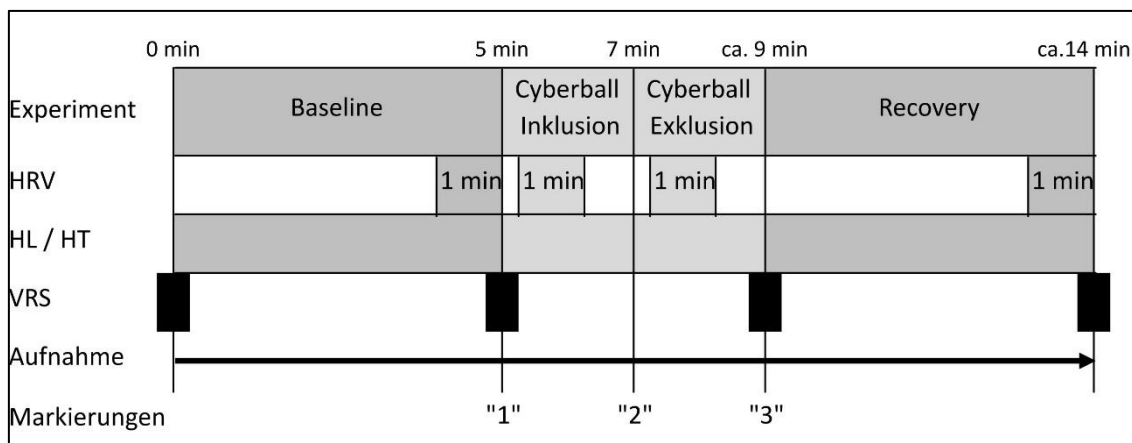 0 min 5 min 7 min ca. 9 min ca.14 min
Experiment Baseline Cyberball Inklusion Cyberball Exklusion Recovery
HRV 1 min 1 min 1 min 1 min
HL / HT
VRS
Aufnahme
Markierungen "1" "2" "3"